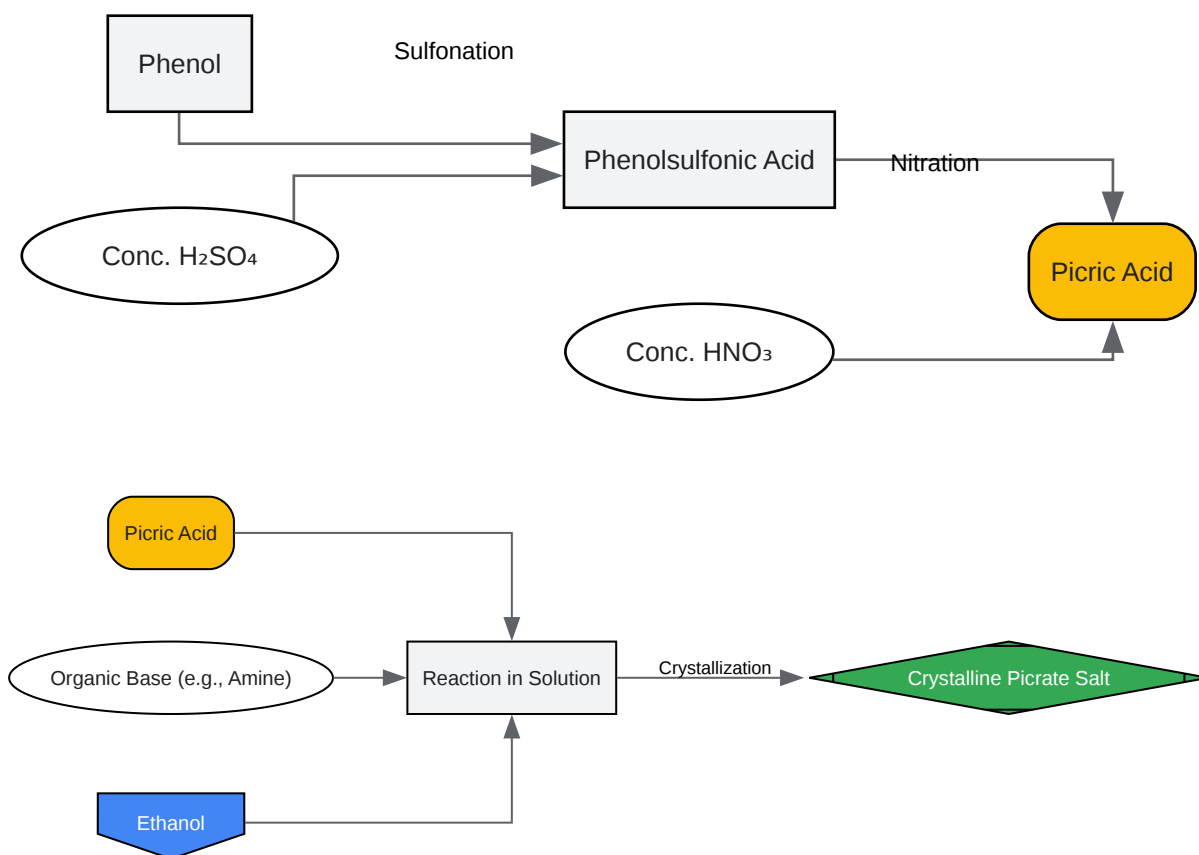 Phenol
Sulfonation
Phenolsulfonic Acid
Nitration
Conc. H₂SO₄
Picric Acid
Conc. HNO₃
Picric Acid
Organic Base (e.g., Amine)
Reaction in Solution
Crystallization
Crystalline Picrate Salt
Ethanol